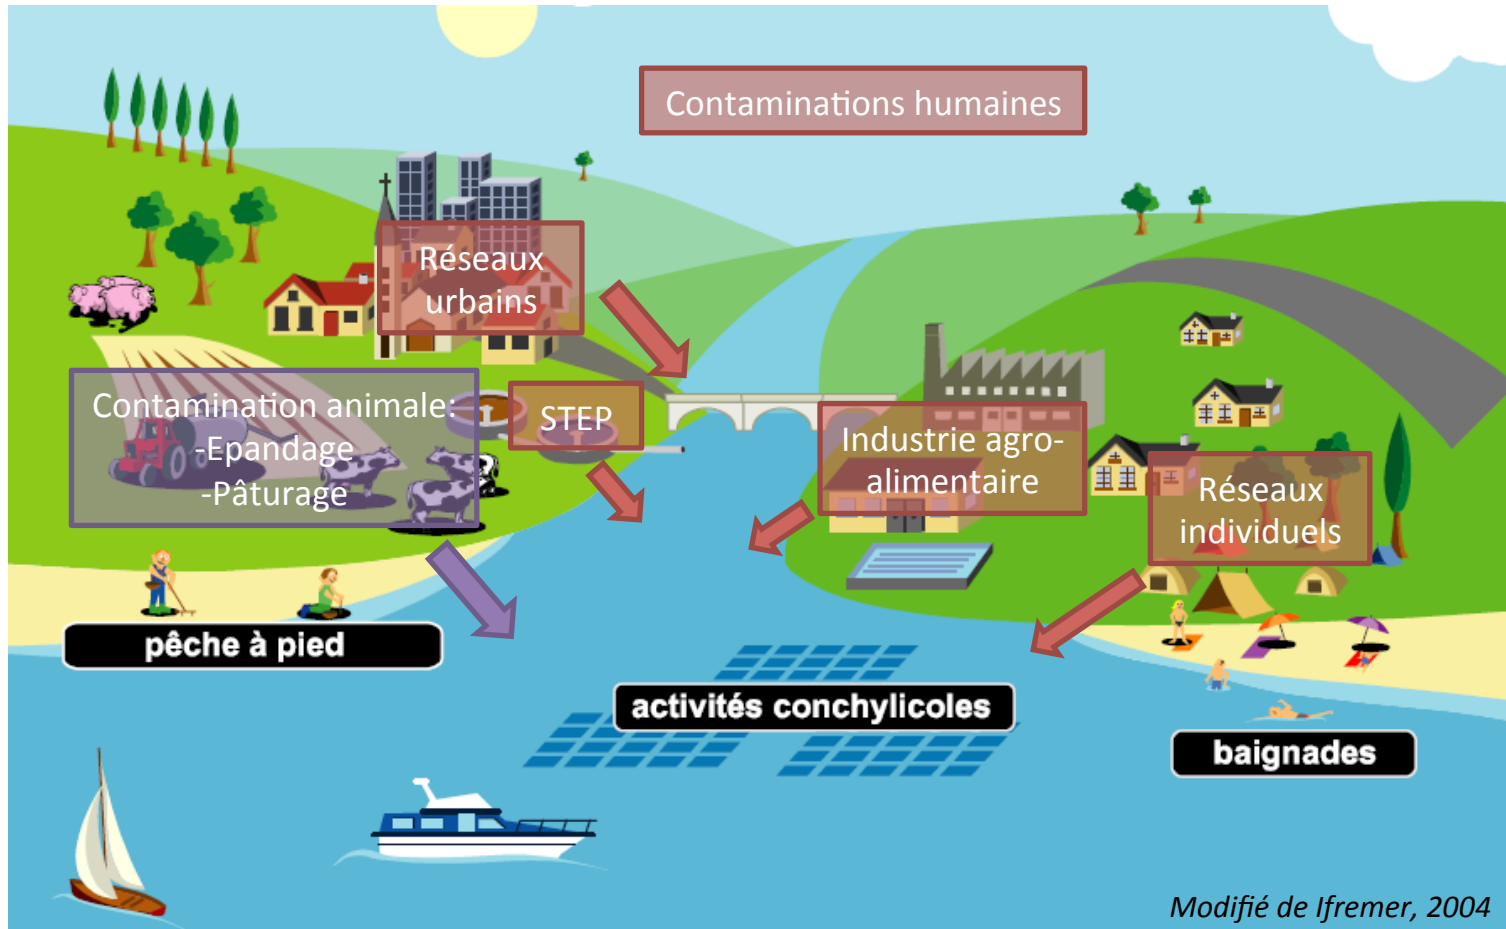 Contaminations humaines
Réseaux
urbains
Contamination animale:
-Epandage
-Pâturage
STEP
Industrie agro-
alimentaire
Réseaux
individuels
pêche à pied
activités conchylicoles
baignades
Modifié de Ifremer, 2004